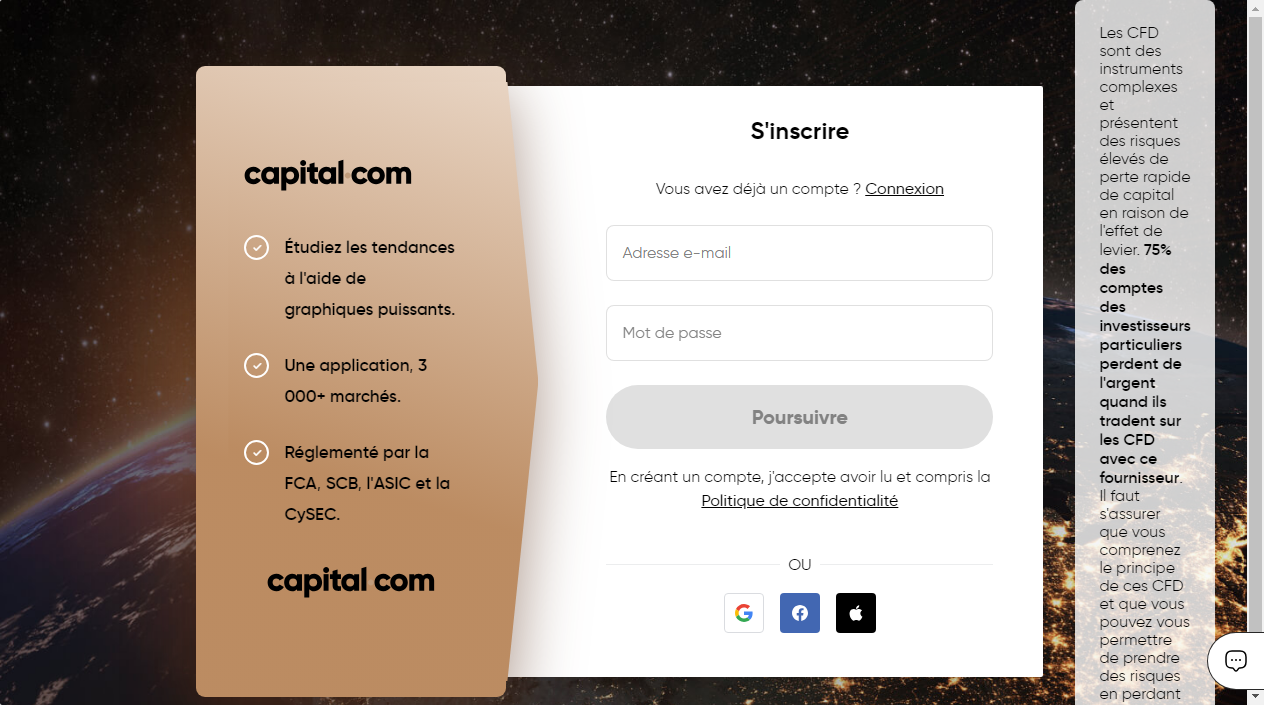 capital.com
Étudiez les tendances
à l'aide de
graphiques puissants.
Une application, 3
000+ marchés.
Réglementé par la
FCA, SCB, l'ASIC et la
CySEC.
capital com
S'inscrire
Vous avez déjà un compte ? Connexion
Adresse e-mail
Mot de passe
Poursuivre
En créant un compte, j'accepte avoir lu et compris la
Politique de confidentialité
OU
Les CFD
sont des
instruments
complexes
et
présentent
des risques
élevés de
perte rapide
de capital
en raison de
l'effet de
levier. 75%
des
comptes
des
investisseurs
particuliers
perdent de
l'argent
quand ils
tradent sur
les CFD
avec ce
fournisseur.
Il faut
s'assurer
que vous
comprenez
le principe
de ces CFD
et que vous
pouvez vous
permettre
de prendre
des risques
en perdant